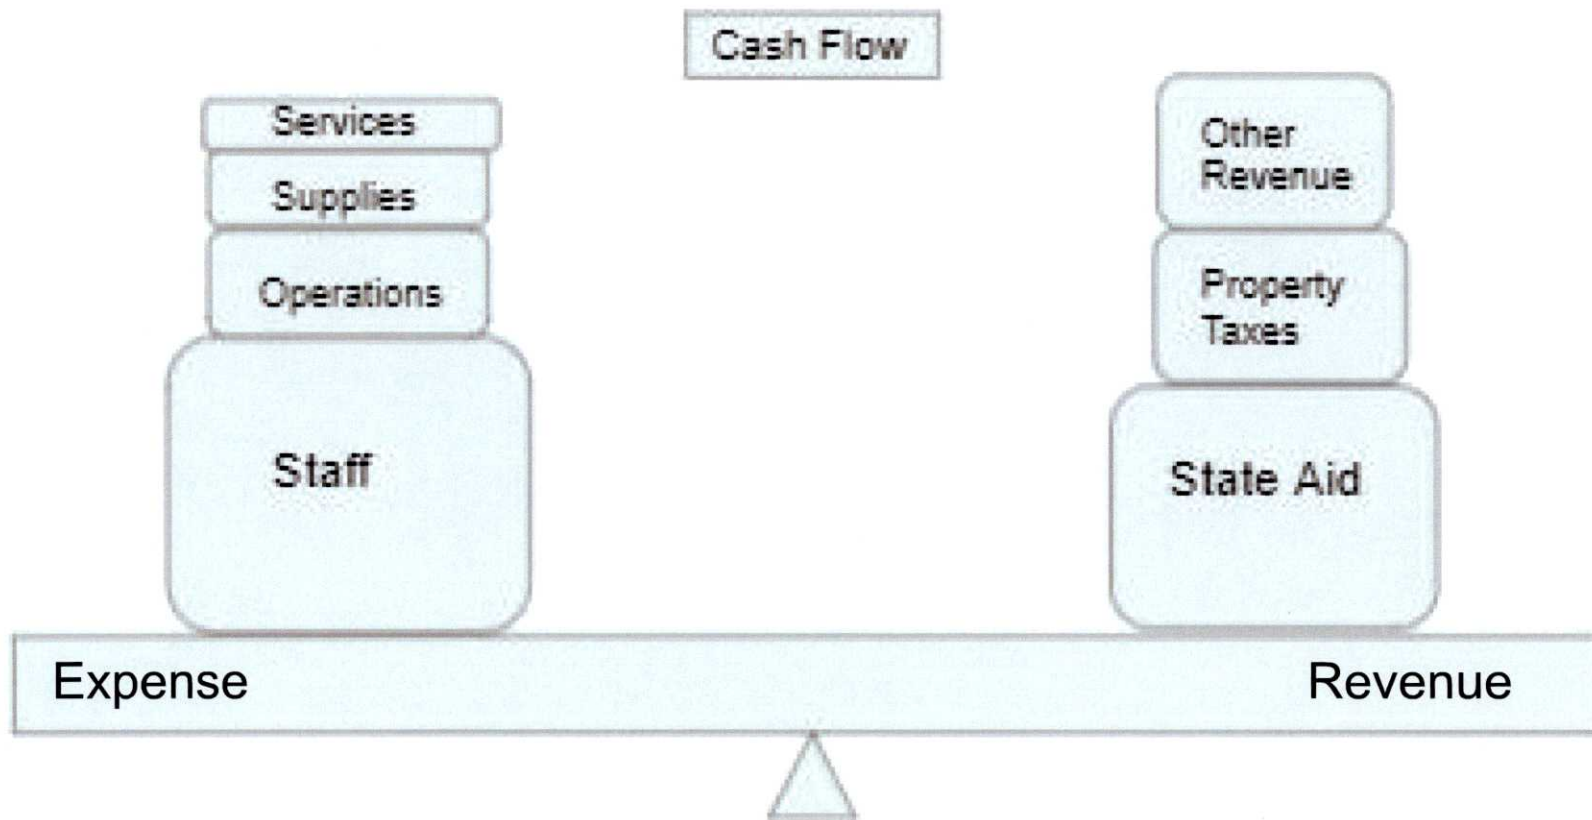 Cash Flow
Services
Supplies
Operations
Staff
Other
Revenue
Property
Taxes
State Aid
Expense
Revenue